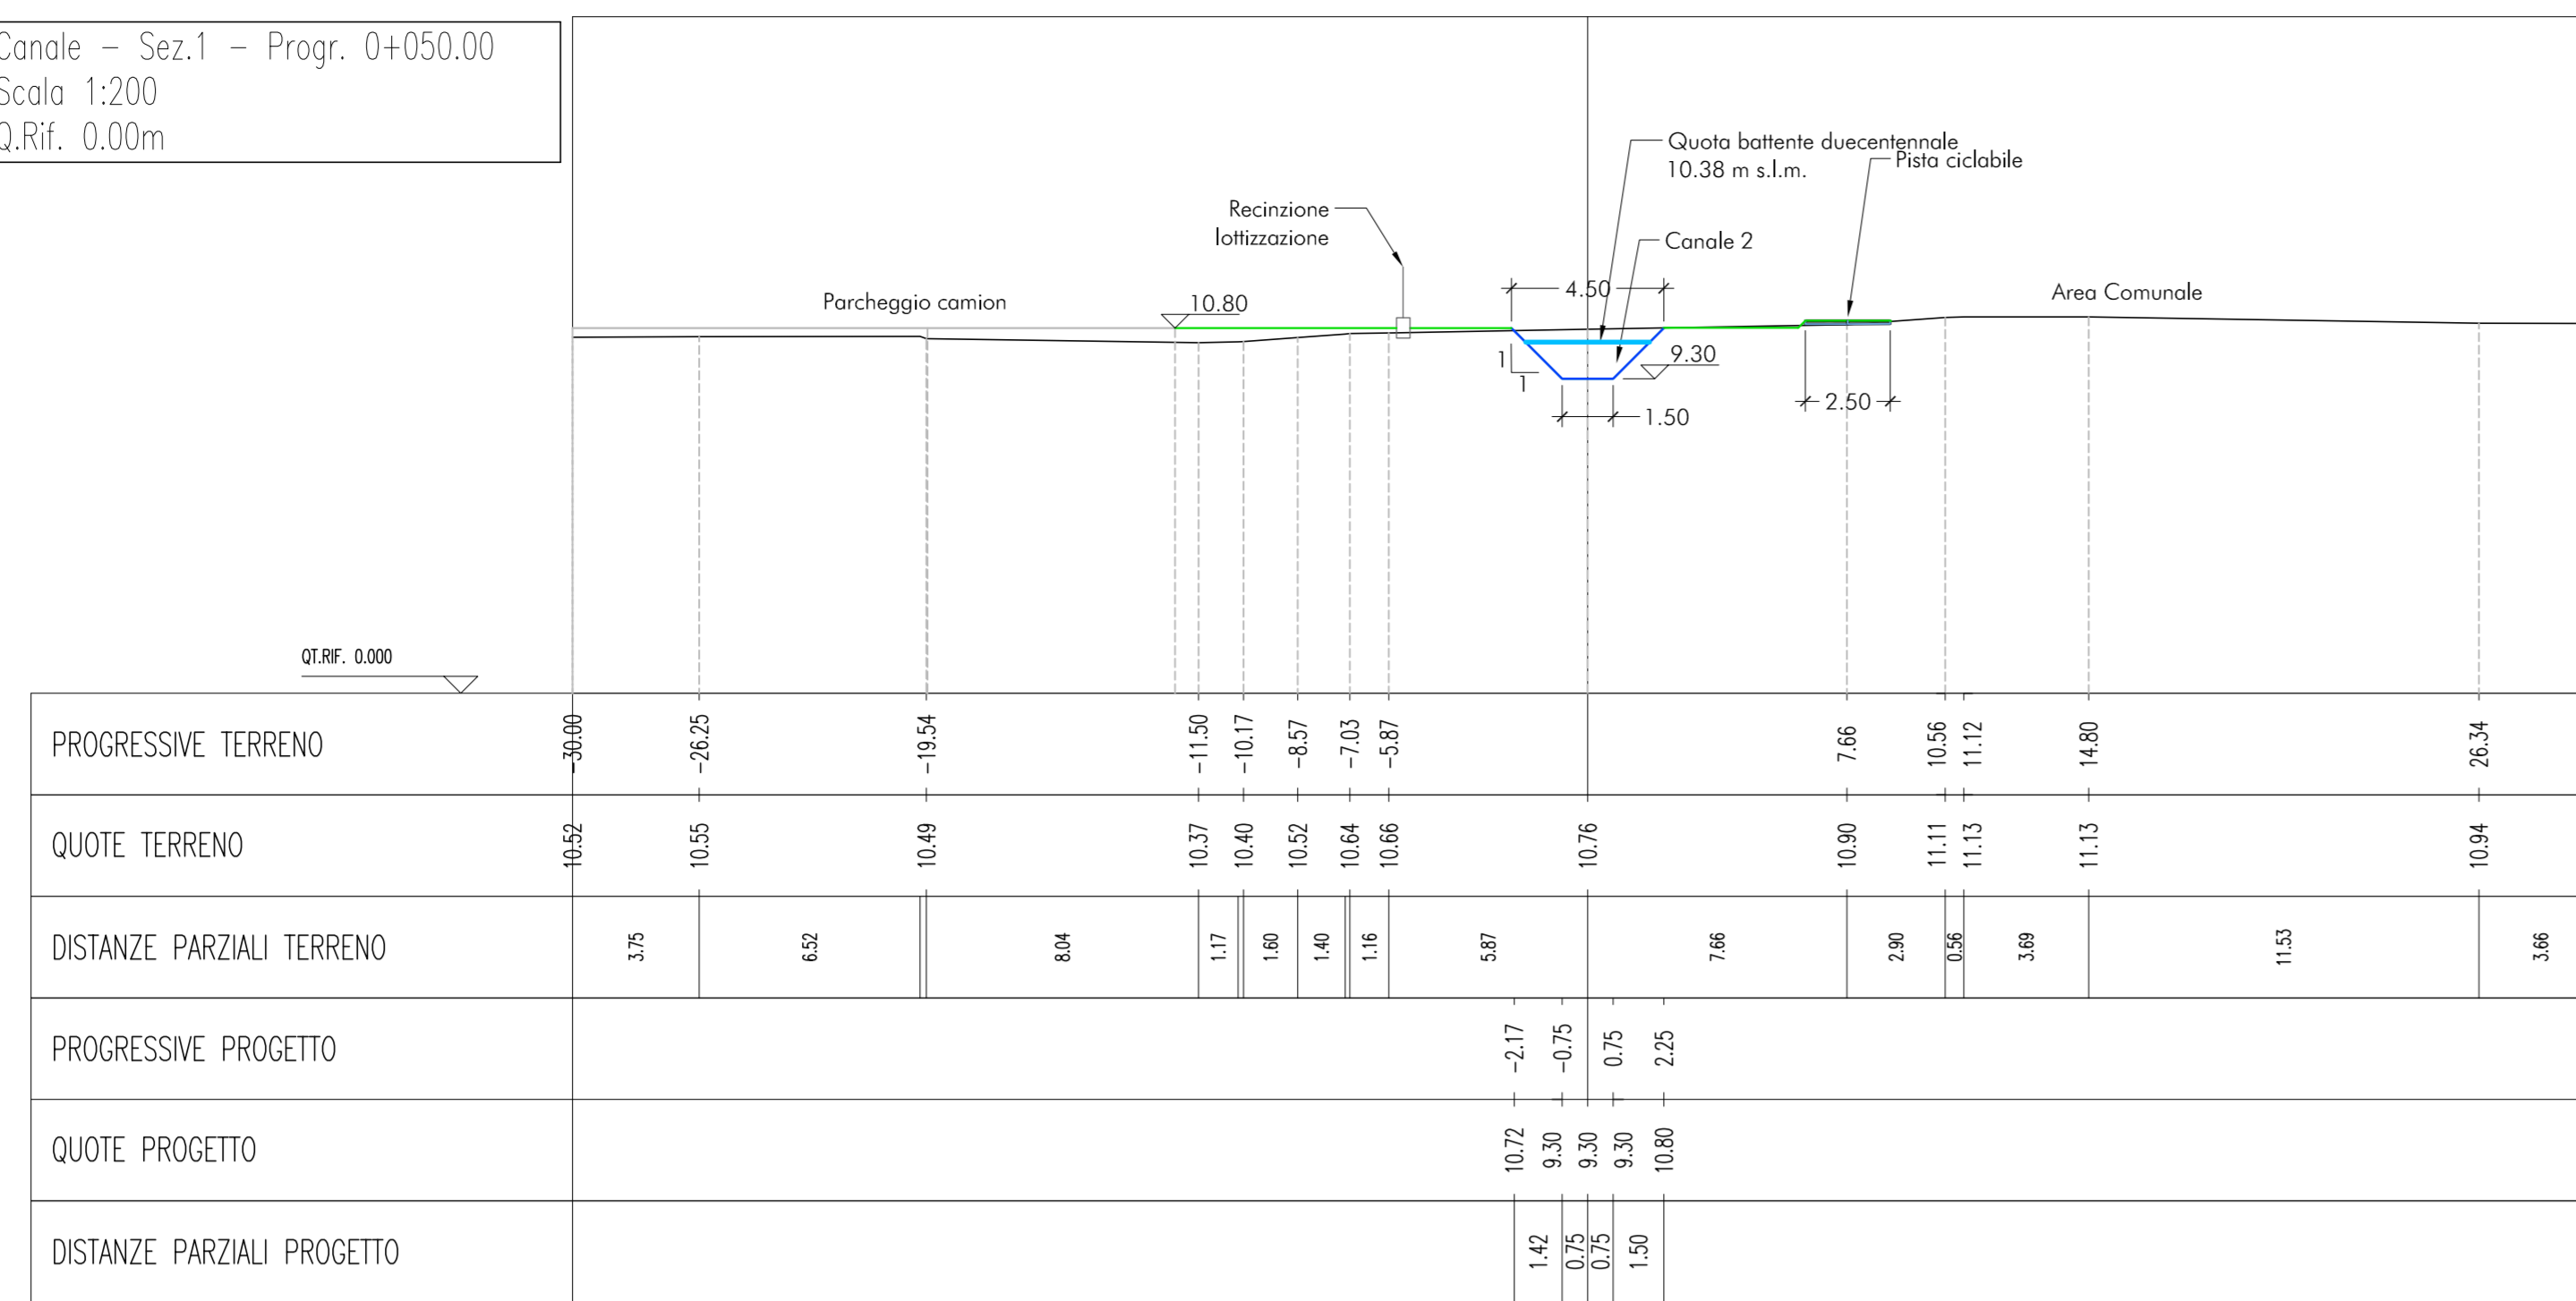 Canale - Sez.1 - Progr. 0+050.00
Scala 1:200
Q.Rif. 0.00m
Quota battente duecentennale
10.38 m s.l.m.
Pista ciclabile
Recinzione
lottizzazione
Canale 2
4.50
Parcheggio camion
10.80
Area Comunale
1
1
9.30
2.50
1.50
QT.RIF. 0.000
PROGRESSIVE TERRENO -30.00 -26.25 -19.54 -11.50 -10.17 -8.57 -7.03 -5.87 7.66 10.56 11.12 14.80 26.34
QUOTE TERRENO 10.52 10.55 10.49 10.37 10.40 10.52 10.64 10.66 10.76 10.90 11.11 11.13 11.13 10.94
DISTANZE PARZIALI TERRENO 3.75 6.52 8.04 1.17 1.60 1.40 1.16 5.87 7.66 2.90 0.56 3.69 11.53 3.66
PROGRESSIVE PROGETTO -2.17 -0.75 0.75 2.25
QUOTE PROGETTO 10.72 9.30 9.30 9.30 10.80
DISTANZE PARZIALI PROGETTO 1.42 0.75 0.75 1.50